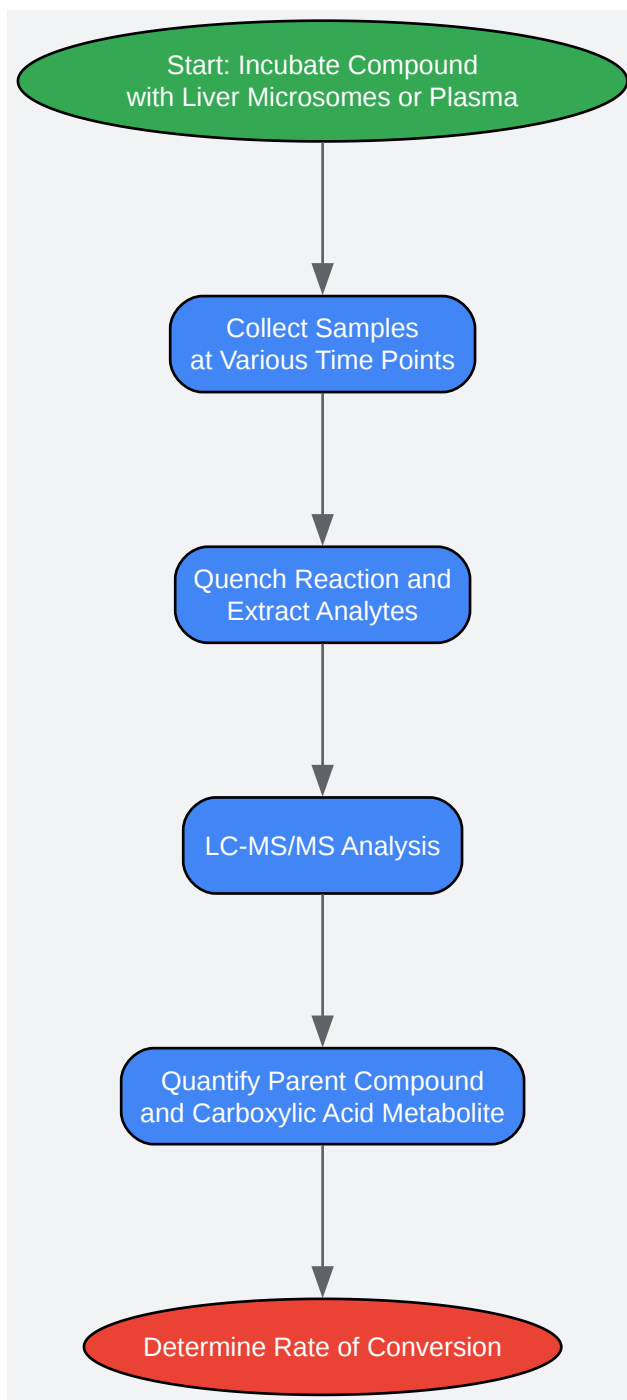 Start: Incubate Compound
with Liver Microsomes or Plasma
Collect Samples
at Various Time Points
Quench Reaction and
Extract Analytes
LC-MS/MS Analysis
Quantify Parent Compound
and Carboxylic Acid Metabolite
Determine Rate of Conversion